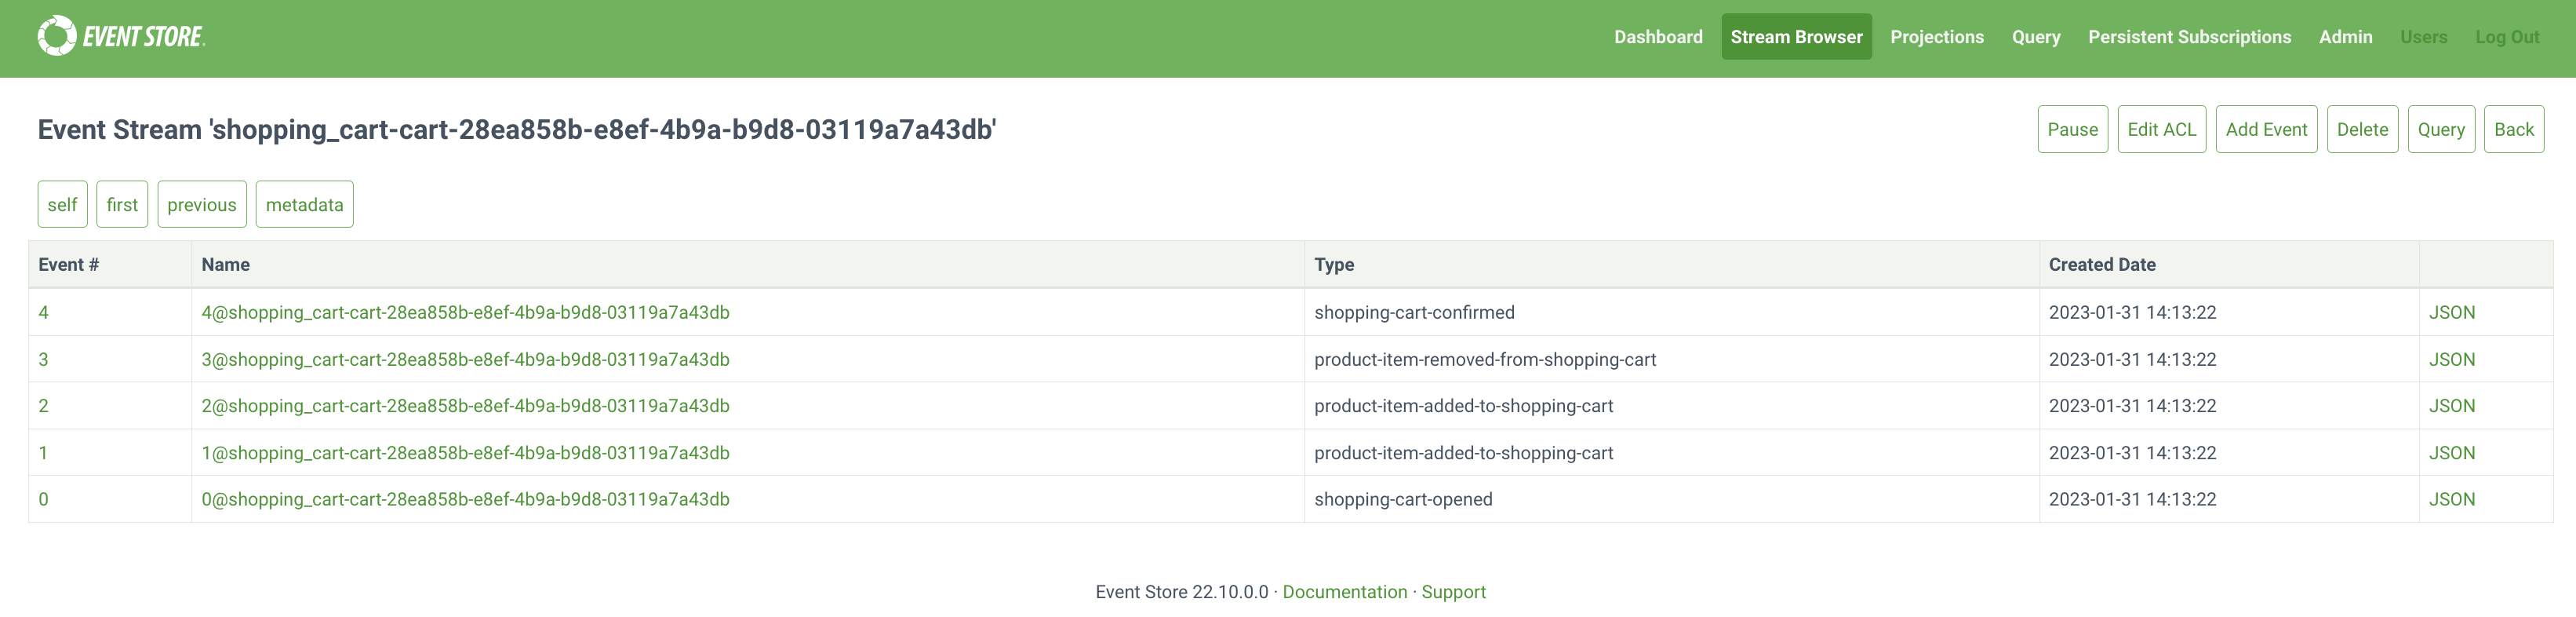 EVENT STORE Dashboard Stream Browser Projections Query Persistent Subscriptions Admin Users Log Out
Event Stream 'shopping_cart-cart-28ea858b-e8ef-4b9a-b9d8-03119a7a43db' Pause Edit ACL Add Event Delete Query Back
self first previous metadata
Event # Name Type Created Date
4 4@shopping_cart-cart-28ea858b-e8ef-4b9a-b9d8-03119a7a43db shopping-cart-confirmed 2023-01-31 14:13:22 JSON
3 3@shopping_cart-cart-28ea858b-e8ef-4b9a-b9d8-03119a7a43db product-item-removed-from-shopping-cart 2023-01-31 14:13:22 JSON
2 2@shopping_cart-cart-28ea858b-e8ef-4b9a-b9d8-03119a7a43db product-item-added-to-shopping-cart 2023-01-31 14:13:22 JSON
1 1@shopping_cart-cart-28ea858b-e8ef-4b9a-b9d8-03119a7a43db product-item-added-to-shopping-cart 2023-01-31 14:13:22 JSON
0 0@shopping_cart-cart-28ea858b-e8ef-4b9a-b9d8-03119a7a43db shopping-cart-opened 2023-01-31 14:13:22 JSON
Event Store 22.10.0.0 · Documentation · Support